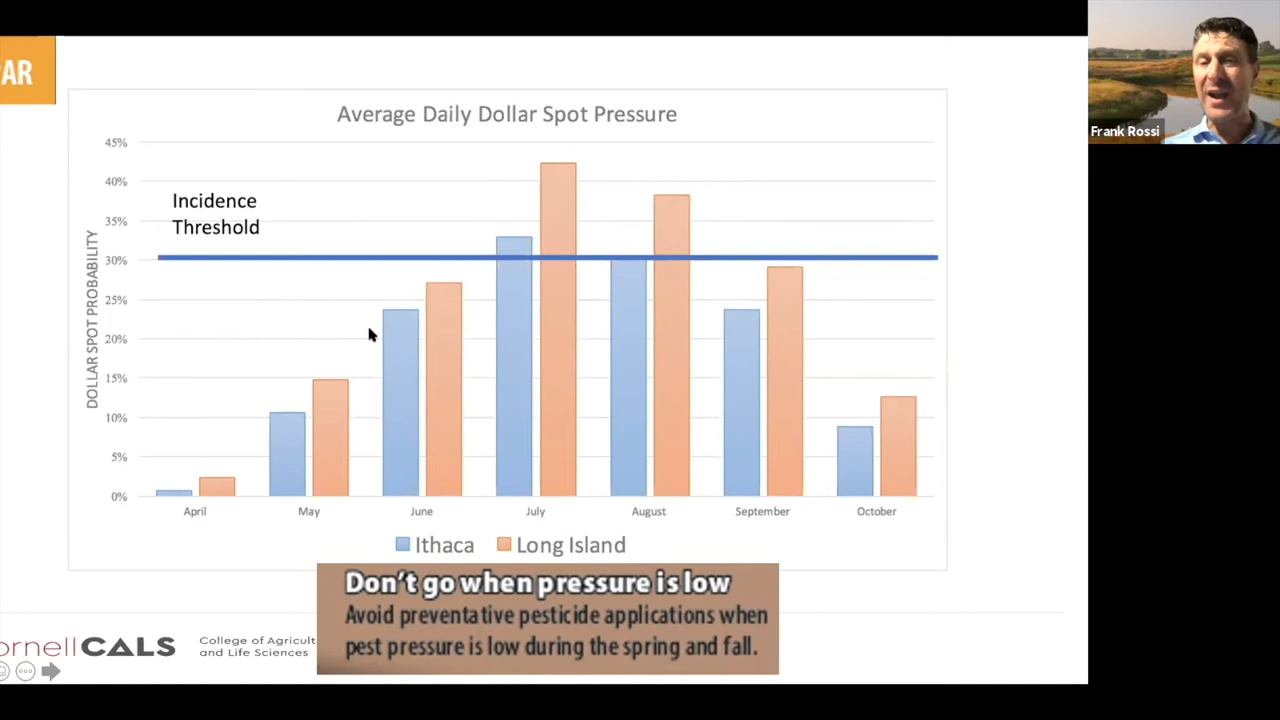 AR
Frank Rossi
Average Daily Dollar Spot Pressure
45%
40%
35%
30%
25%
20%
15%
10%
5%
0%
DOLLAR SPOT PROBABILITY
Incidence
Threshold
April May June July August September October
Ithaca Long Island
Don't go when pressure is low
Avoid preventative pesticide applications when
pest pressure is low during the spring and fall.
ornellCALS
College of Agricult
and Life Sciences